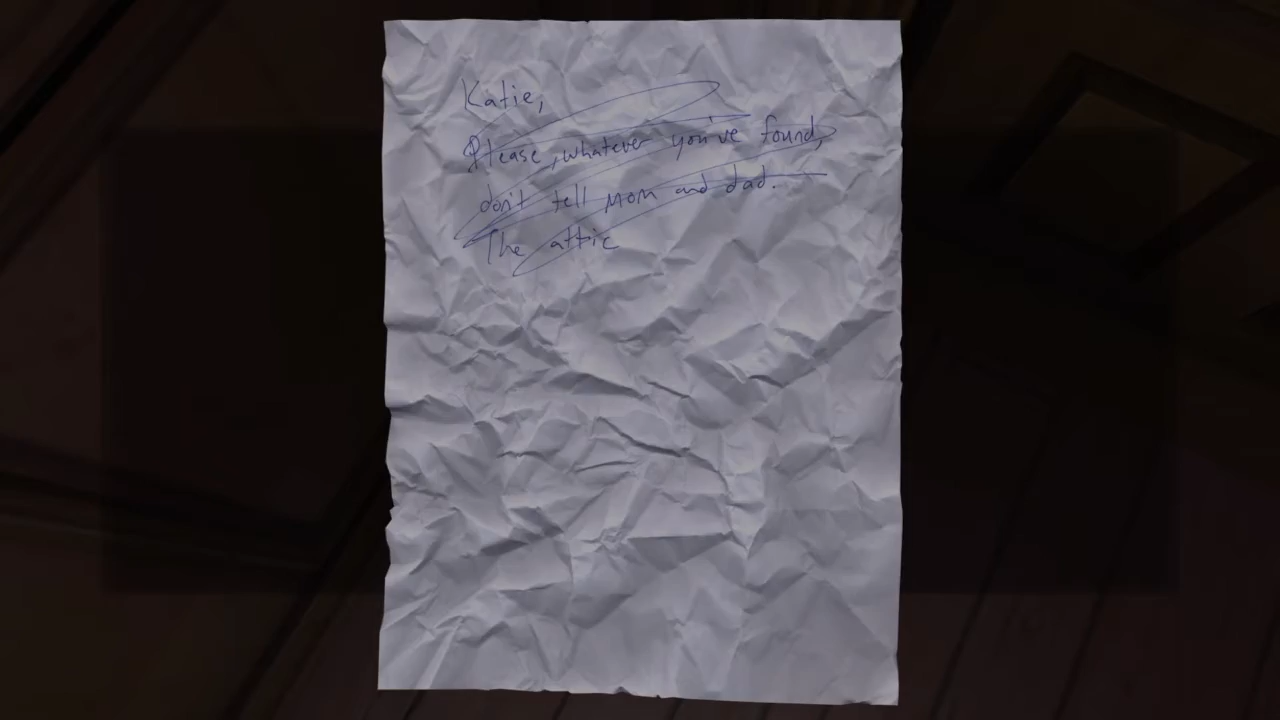 Katie,
Please, whatever you've found,
don't tell Mom and dad.
The attic